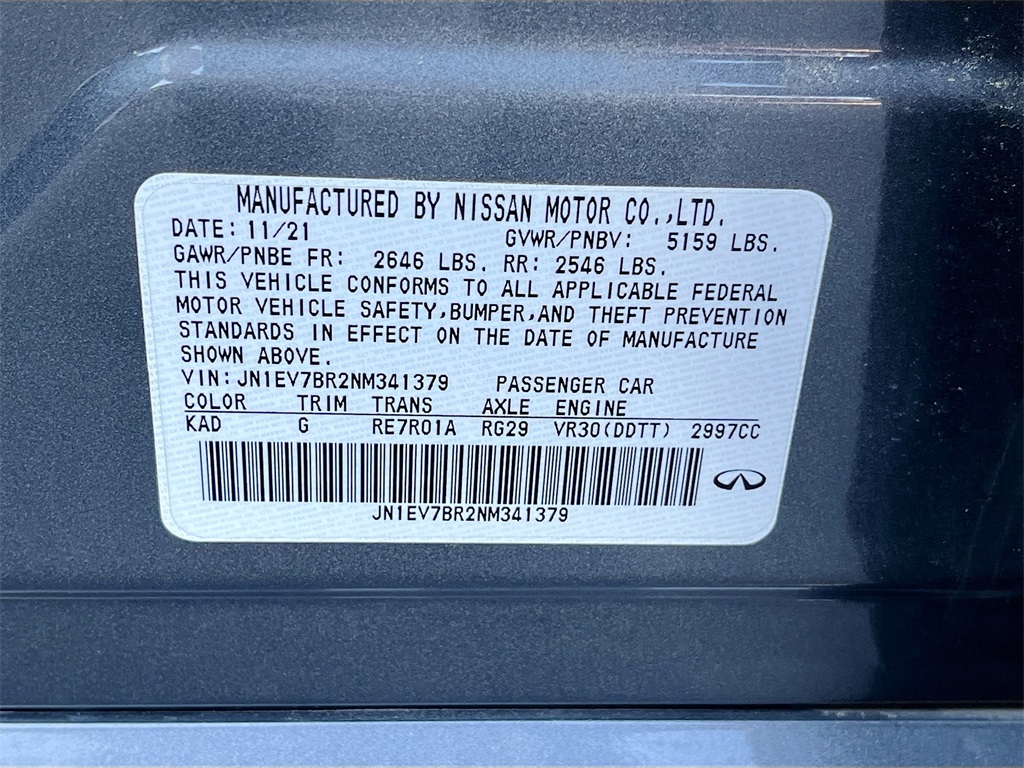 MANUFACTURED BY NISSAN MOTOR CO.,LTD.
DATE: 11/21 GVWR/PNBV: 5159 LBS.
GAWR/PNBE FR: 2646 LBS. RR: 2546 LBS.
THIS VEHICLE CONFORMS TO ALL APPLICABLE FEDERAL
MOTOR VEHICLE SAFETY,BUMPER,AND THEFT PREVENTION
STANDARDS IN EFFECT ON THE DATE OF MANUFACTURE
SHOWN ABOVE.
VIN:JN1EV7BR2NM341379 PASSENGER CAR
COLOR TRIM TRANS AXLE ENGINE
KAD G RE7R01A RG29 VR30(DDTT) 2997CC
JN1EV7BR2NM341379